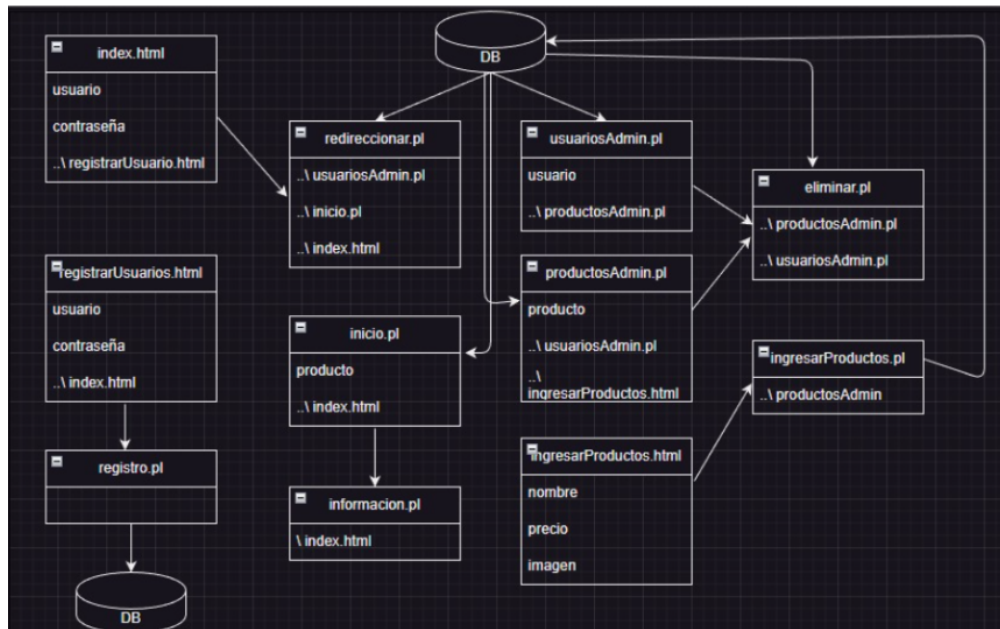 DB
index.html
usuario
contraseña
..\ registrarUsuario.html
redireccionar.pl
..\ usuariosAdmin.pl
..\ inicio.pl
..\ index.html
usuariosAdmin.pl
usuario
..\ productosAdmin.pl
eliminar.pl
..\ productosAdmin.pl
..\ usuariosAdmin.pl
registrarUsuarios.html
usuario
contraseña
..\ index.html
productosAdmin.pl
producto
..\ usuariosAdmin.pl
..\
ingresarProductos.html
inicio.pl
producto
..\ index.html
ingresarProductos.pl
..\ productosAdmin
registro.pl
informacion.pl
\ index.html
ingresarProductos.html
nombre
precio
imagen
DB